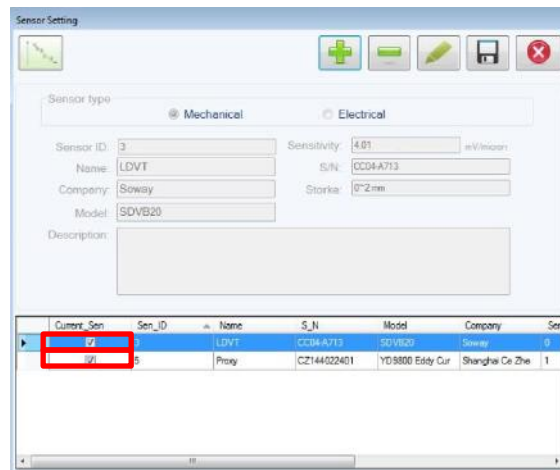 Sensor Setting
Sensor type
Mechanical Electrical
Sensor ID: 3 Sensitivity: 4.01 mV/micron
Name: LDVT S/N: CC04-A713
Company: Soway Storke: 0~2 mm
Model: SDVB20
Description:
Current_Sen Sen_ID Name S_N Model Company Ser
3 LDVT CC04-A713 SDVB20 Soway 0
5 Proxy CZ144022401 YD9800 Eddy Cur Shanghai Ce Zhe 1